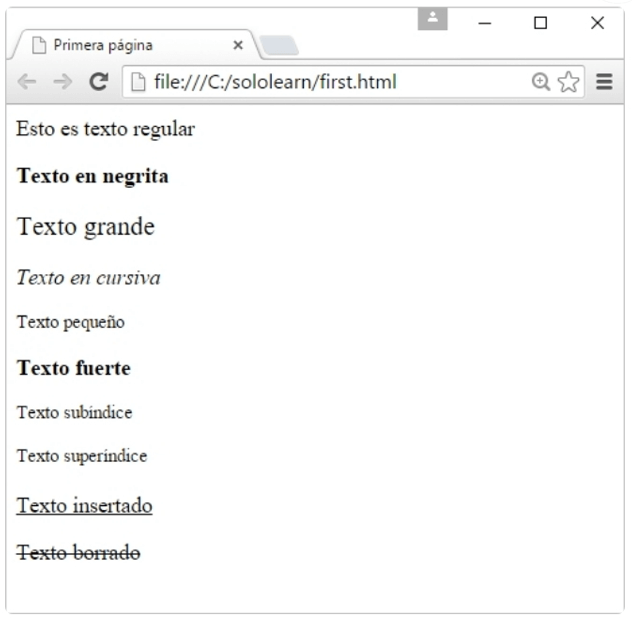 Primera página
file:///C:/sololearn/first.html
Esto es texto regular
Texto en negrita
Texto grande
Texto en cursiva
Texto pequeño
Texto fuerte
Texto subíndice
Texto superíndice
Texto insertado
Texto borrado